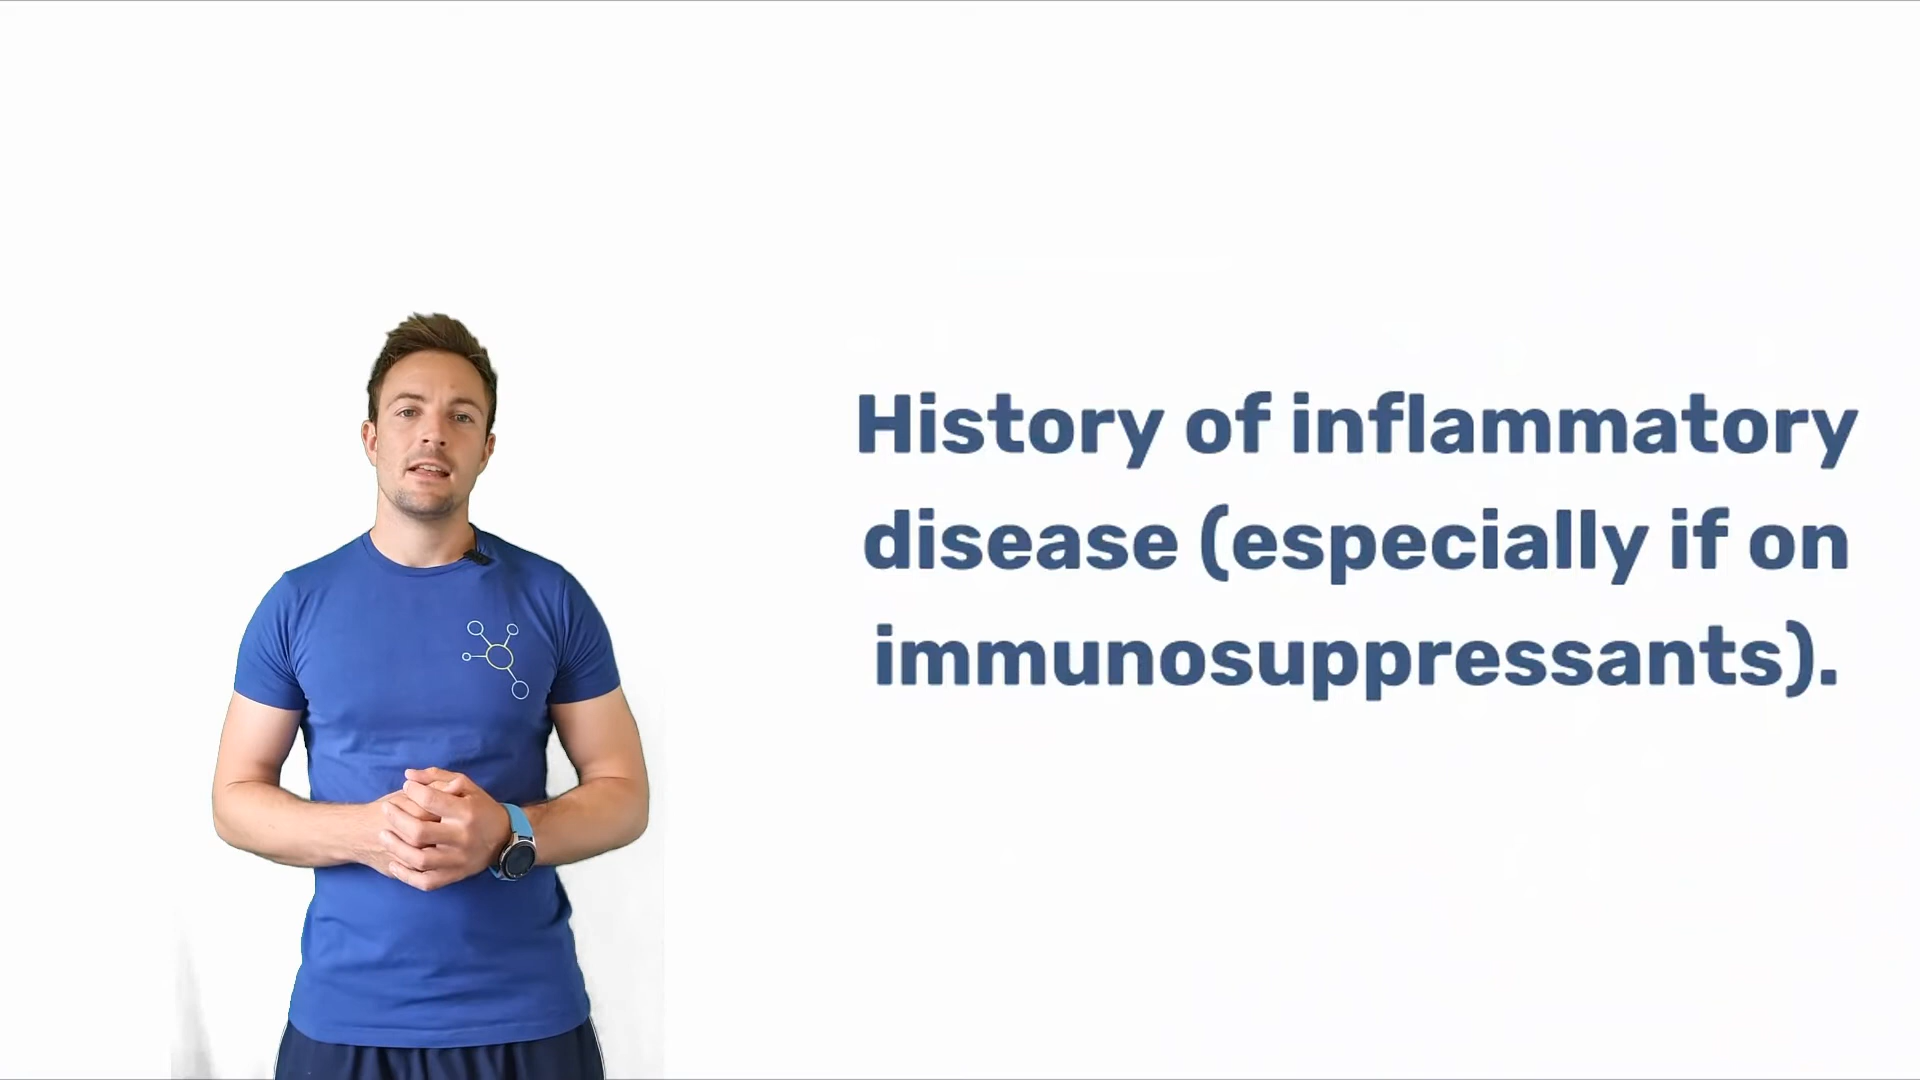 History of inflammatory
disease (especially if on
immunosuppressants).